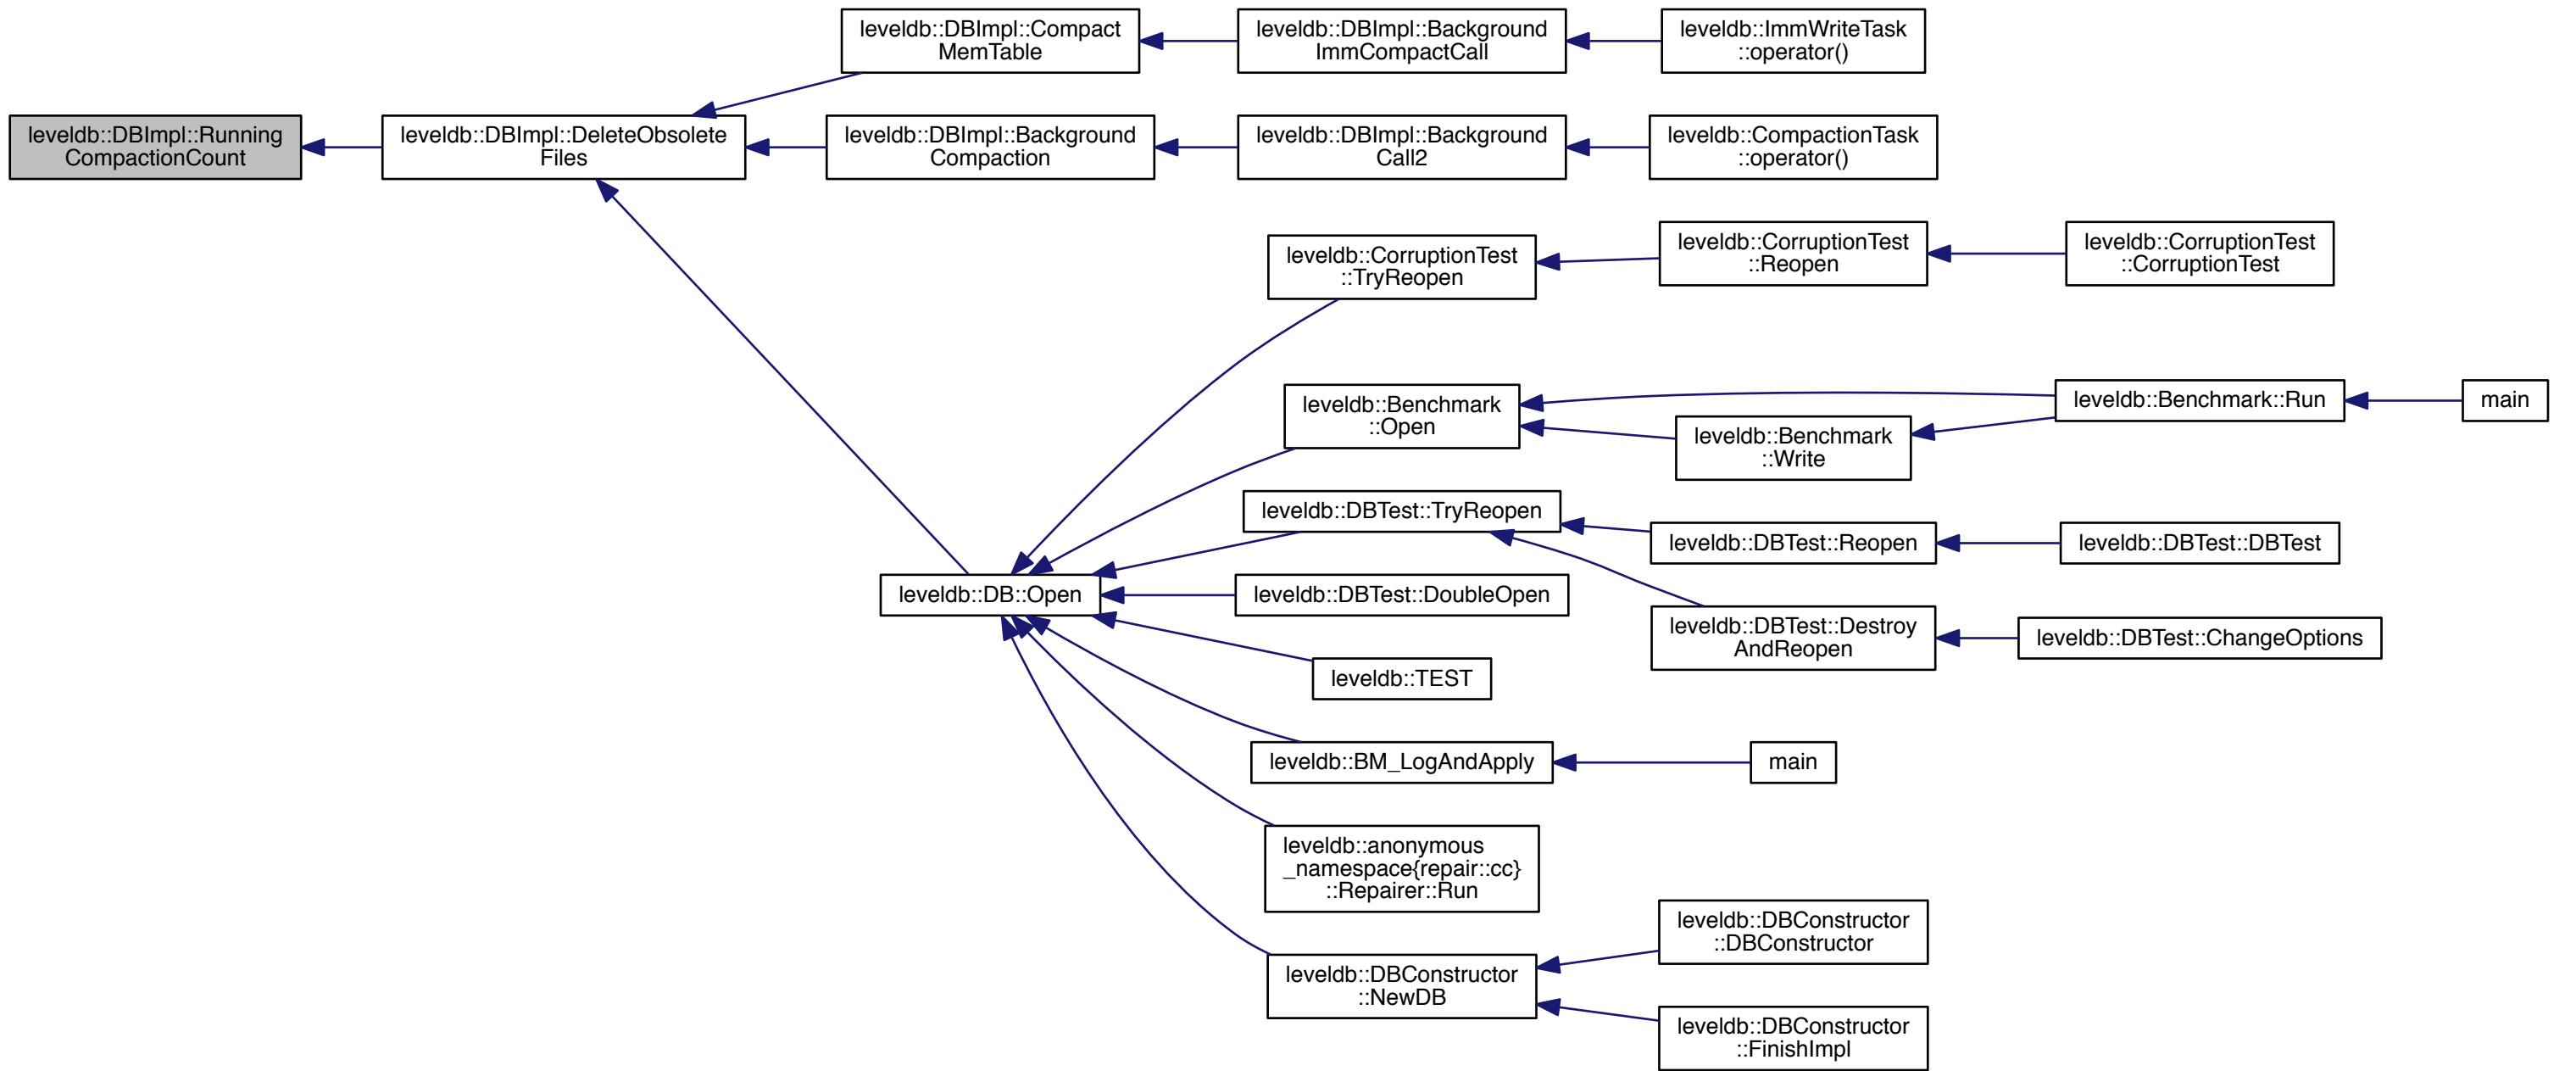 leveldb::DBImpl::Compact
MemTable
leveldb::DBImpl::Background
ImmCompactCall
leveldb::ImmWriteTask
::operator()
leveldb::DBImpl::Running
CompactionCount
leveldb::DBImpl::DeleteObsolete
Files
leveldb::DBImpl::Background
Compaction
leveldb::DBImpl::Background
Call2
leveldb::CompactionTask
::operator()
leveldb::CorruptionTest
::TryReopen
leveldb::CorruptionTest
::Reopen
leveldb::CorruptionTest
::CorruptionTest
leveldb::Benchmark
::Open
leveldb::Benchmark::Run
main
leveldb::Benchmark
::Write
leveldb::DBTest::TryReopen
leveldb::DBTest::Reopen
leveldb::DBTest::DBTest
leveldb::DB::Open
leveldb::DBTest::DoubleOpen
leveldb::DBTest::Destroy
AndReopen
leveldb::DBTest::ChangeOptions
leveldb::TEST
leveldb::BM_LogAndApply
main
leveldb::anonymous
_namespace{repair::cc}
::Repairer::Run
leveldb::DBConstructor
::DBConstructor
leveldb::DBConstructor
::NewDB
leveldb::DBConstructor
::FinishImpl